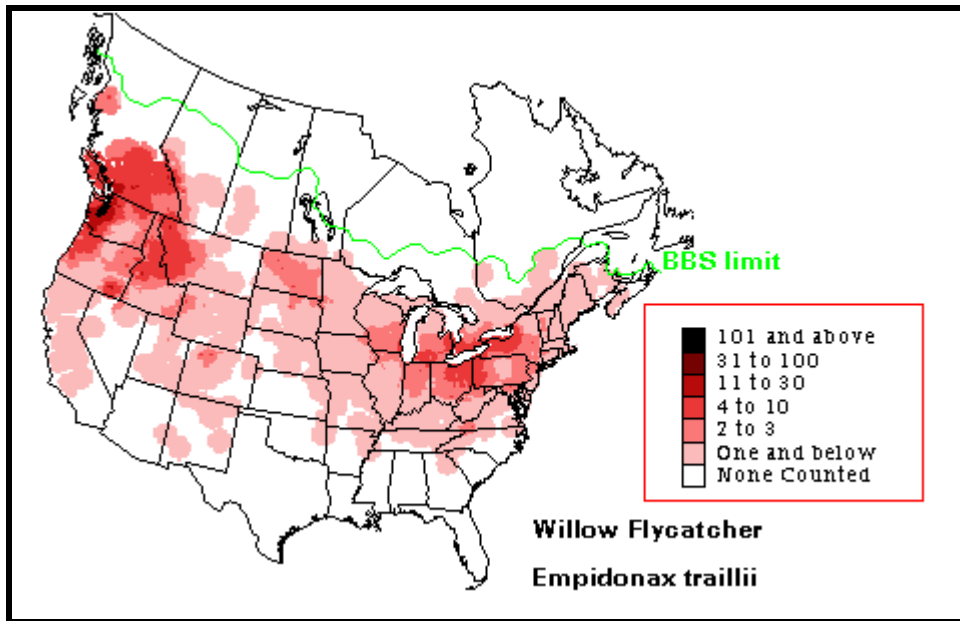 BBS limit
101 and above
31 to 100
11 to 30
4 to 10
2 to 3
One and below
None Counted
Willow Flycatcher
Empidonax traillii